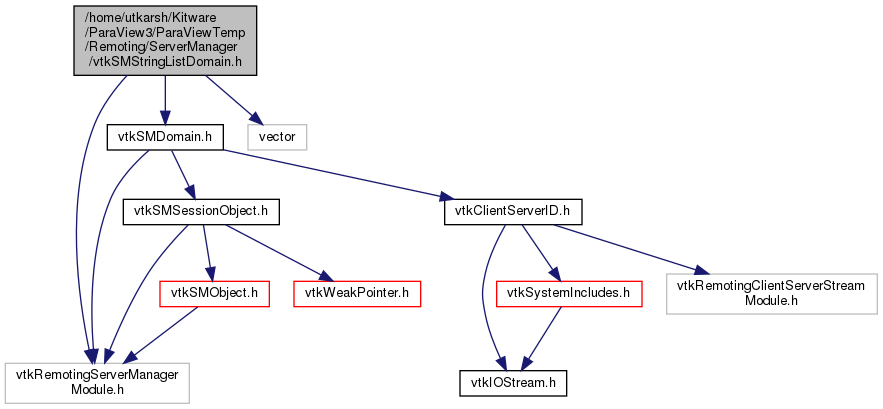 /home/utkarsh/Kitware
/ParaView3/ParaViewTemp
/Remoting/ServerManager
/vtkSMStringListDomain.h
vtkSMDomain.h
vector
vtkSMSessionObject.h
vtkClientServerID.h
vtkSMObject.h
vtkWeakPointer.h
vtkSystemIncludes.h
vtkRemotingClientServerStream
Module.h
vtkRemotingServerManager
Module.h
vtkIOStream.h